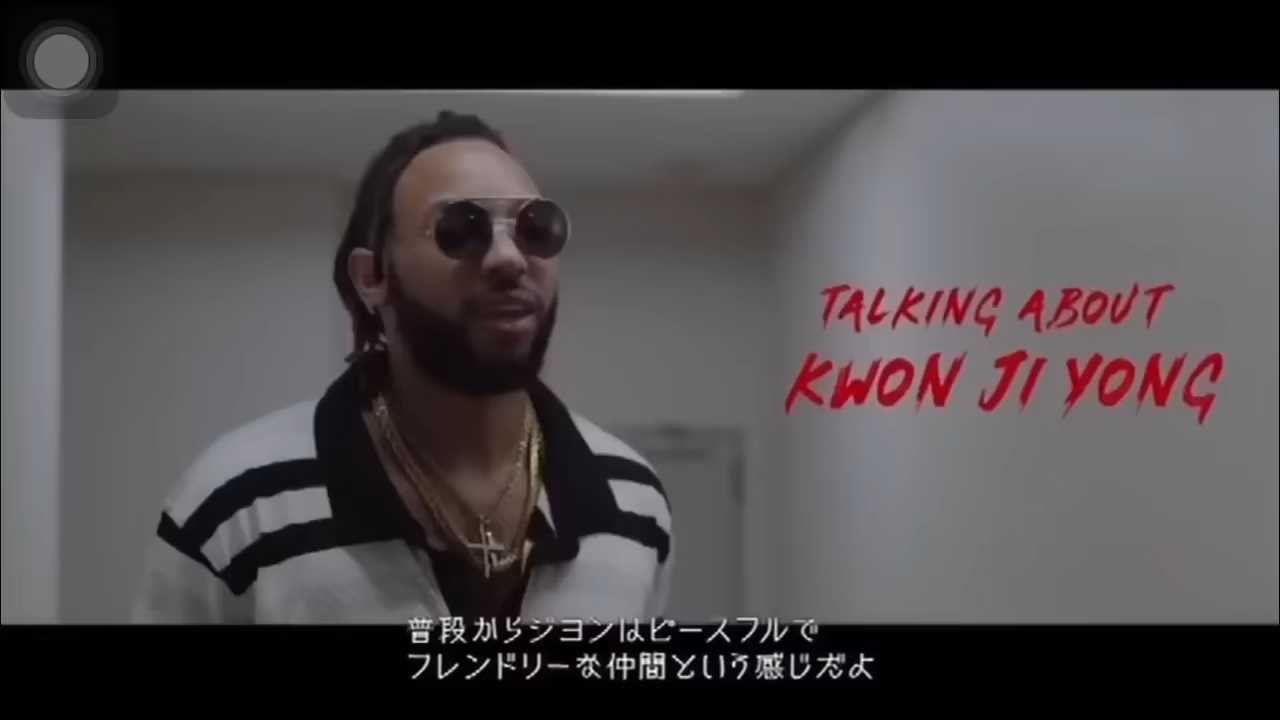 TALKING ABOUT
KWON JI YONG
普段からジヨンはピースフルで
フレンドリーな仲間という感じだよ